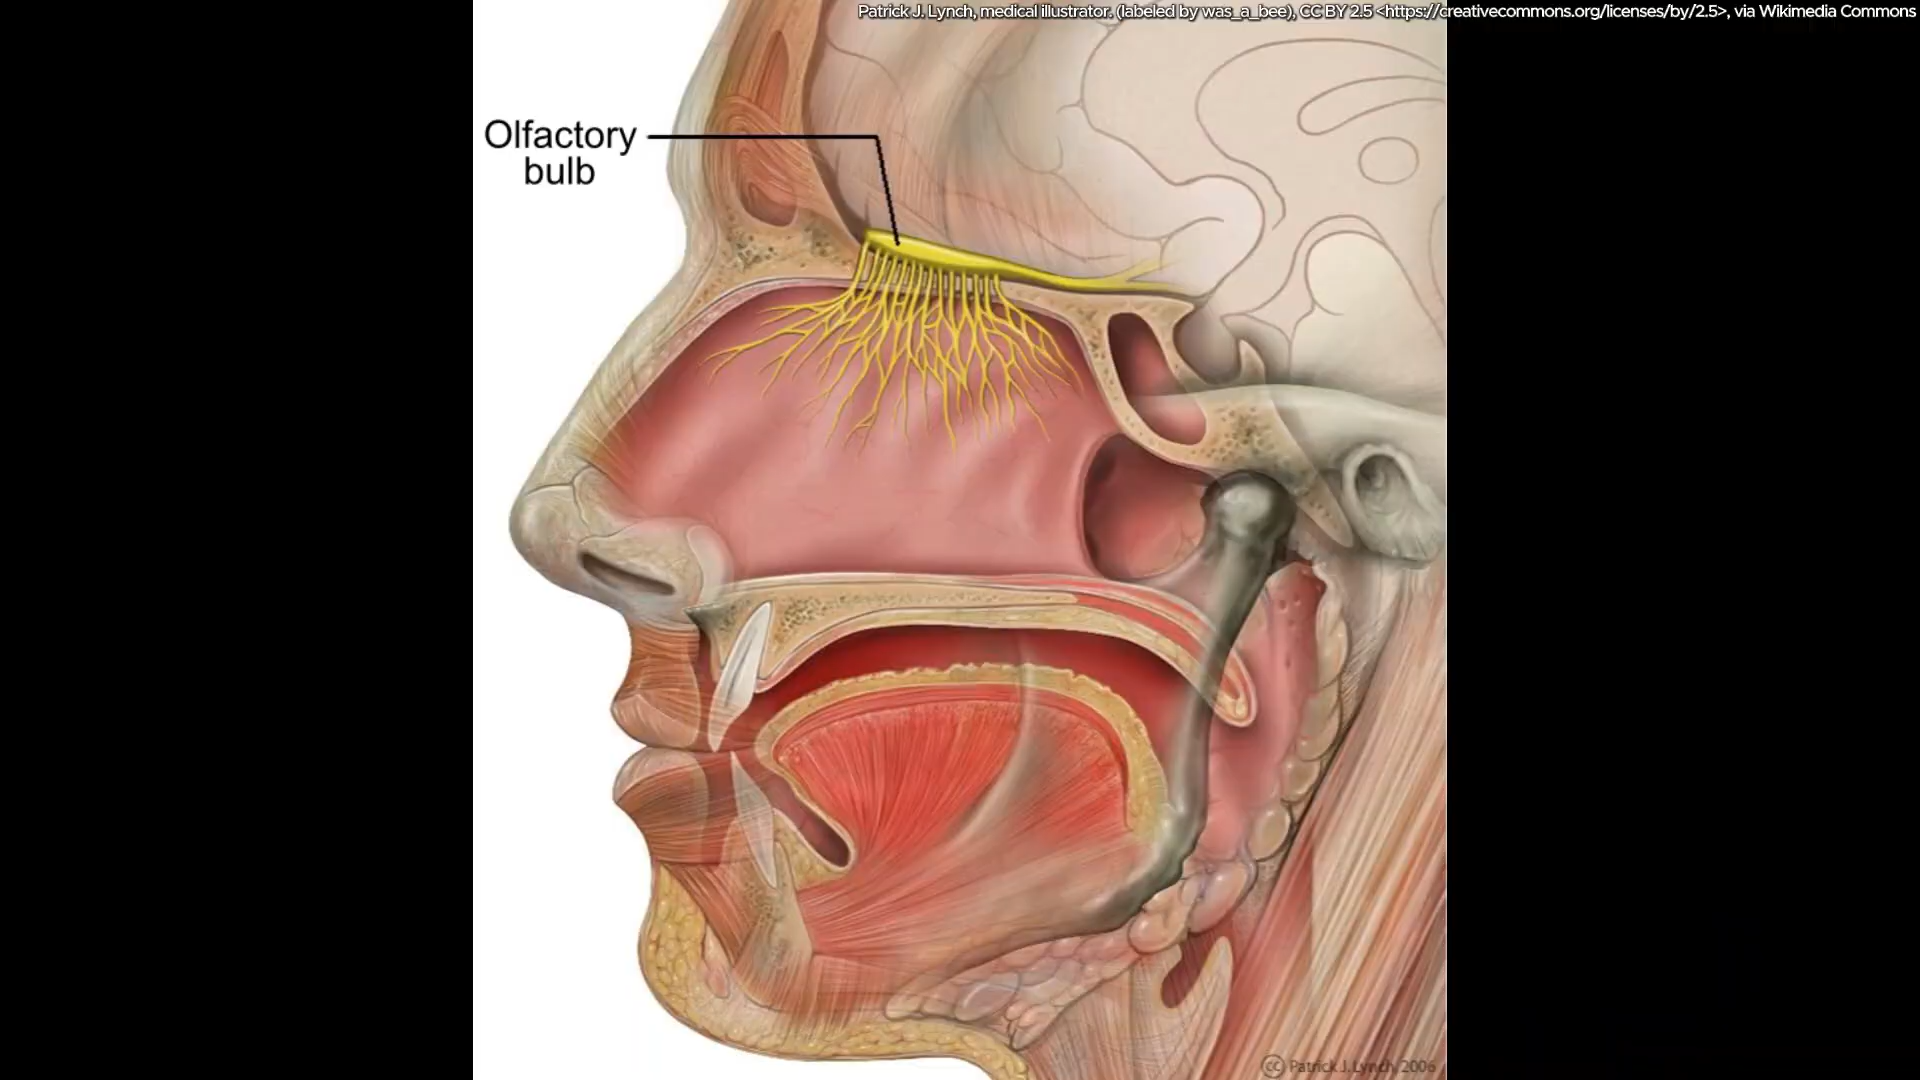 Patrick J. Lynch, medical illustrator. (labeled by was_a_bee), CC BY 2.5 <https://creativecommons.org/licenses/by/2.5>, via Wikimedia Commons
Olfactory
bulb
cc Patrick J. Lynch 2006